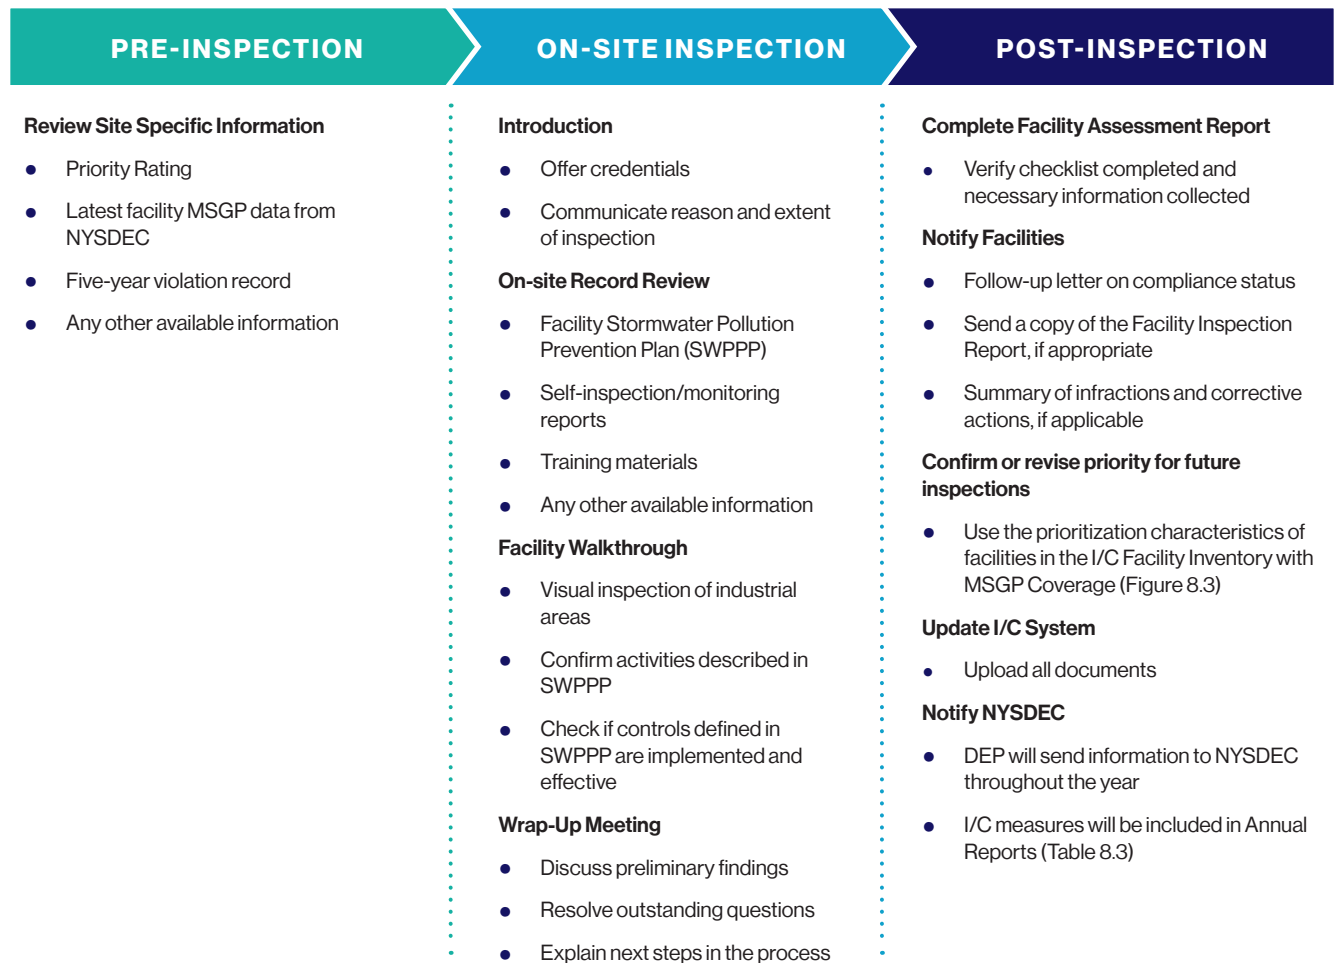 PRE-INSPECTION
Review Site Specific Information
• Priority Rating
• Latest facility MSGP data from
NYSDEC
• Five-year violation record
• Any other available information
ON-SITE INSPECTION
Introduction
• Offer credentials
• Communicate reason and extent
of inspection
On-site Record Review
• Facility Stormwater Pollution
Prevention Plan (SWPPP)
• Self-inspection/monitoring
reports
• Training materials
• Any other available information
Facility Walkthrough
• Visual inspection of industrial
areas
• Confirm activities described in
SWPPP
• Check if controls defined in
SWPPP are implemented and
effective
Wrap-Up Meeting
• Discuss preliminary findings
• Resolve outstanding questions
• Explain next steps in the process
POST-INSPECTION
Complete Facility Assessment Report
• Verify checklist completed and
necessary information collected
Notify Facilities
• Follow-up letter on compliance status
• Send a copy of the Facility Inspection
Report, if appropriate
• Summary of infractions and corrective
actions, if applicable
Confirm or revise priority for future
inspections
• Use the prioritization characteristics of
facilities in the I/C Facility Inventory with
MSGP Coverage (Figure 8.3)
Update I/C System
• Upload all documents
Notify NYSDEC
• DEP will send information to NYSDEC
throughout the year
• I/C measures will be included in Annual
Reports (Table 8.3)